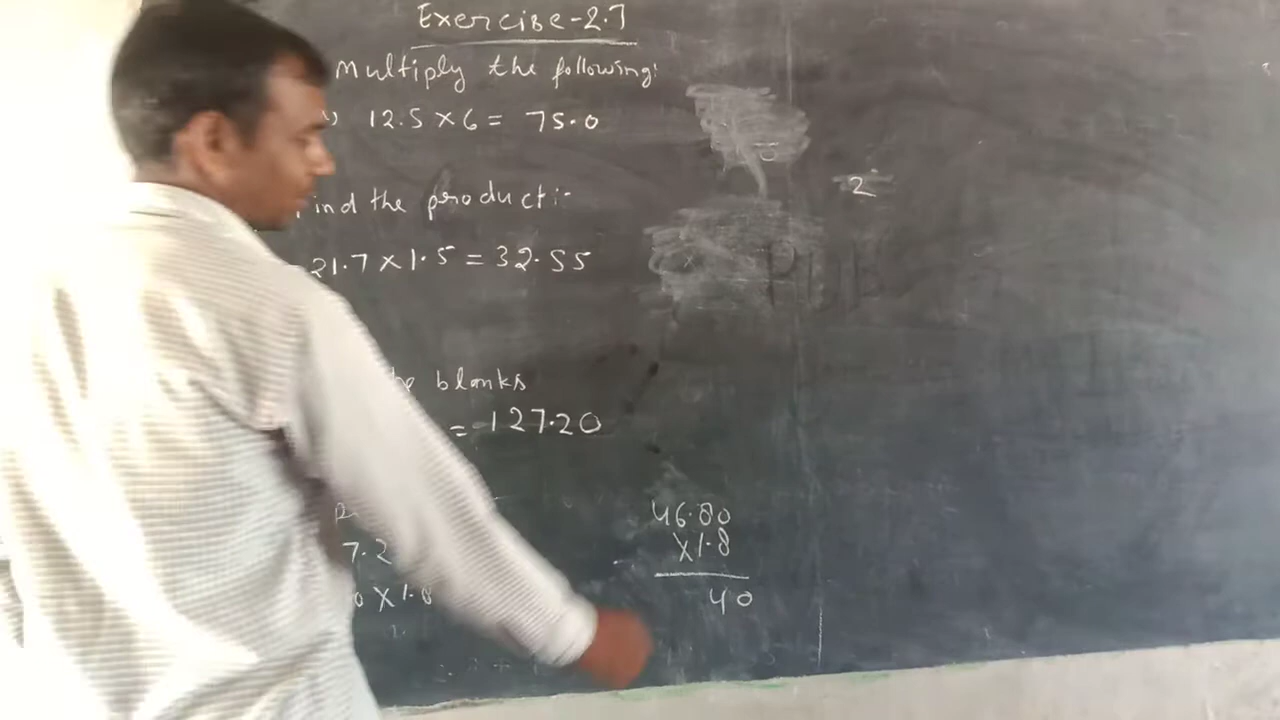 Exercise-2.7
Multiply the following:
12.5 × 6 = 75.0
2
find the product:-
21.7 × 1.5 = 32.55
the blanks
= 127.20
7.2
× 1.8
46.80
×1.8
40